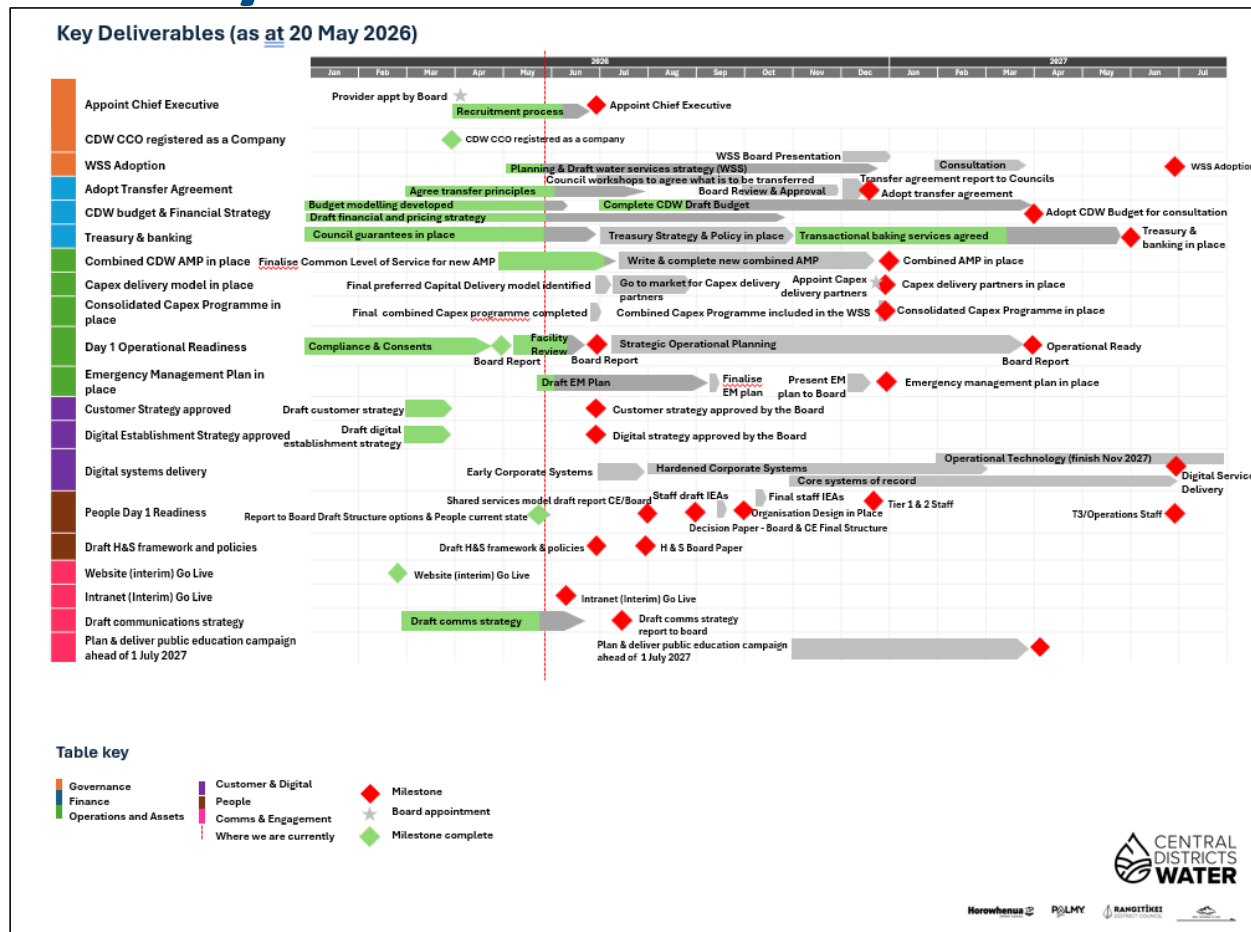 Key Deliverables (as at 20 May 2026)
2026
2027
Jan Feb Mar Apr May Jun Jul Aug Sep Oct Nov Dec Jan Feb Mar Apr May Jun Jul
Appoint Chief Executive
Provider appt by Board
Recruitment process
Appoint Chief Executive
CDW CCO registered as a Company
CDW CCO registered as a company
WSS Adoption
Planning & Draft water services strategy (WSS)
WSS Board Presentation
Consultation
WSS Adoption
Adopt Transfer Agreement
Agree transfer principles
Council workshops to agree what is to be transferred
Board Review & Approval
Transfer agreement report to Councils
Adopt transfer agreement
CDW budget & Financial Strategy
Budget modelling developed
Draft financial and pricing strategy
Complete CDW Draft Budget
Adopt CDW Budget for consultation
Treasury & banking
Council guarantees in place
Treasury Strategy & Policy in place
Transactional baking services agreed
Treasury &
banking in place
Combined CDW AMP in place
Finalise Common Level of Service for new AMP
Write & complete new combined AMP
Combined AMP in place
Capex delivery model in place
Final preferred Capital Delivery model identified
Go to market for Capex delivery
partners
Appoint Capex
delivery partners
Capex delivery partners in place
Consolidated Capex Programme in
place
Final combined Capex programme completed
Combined Capex Programme included in the WSS
Consolidated Capex Programme in place
Day 1 Operational Readiness
Compliance & Consents
Board Report
Facility
Review
Board Report
Strategic Operational Planning
Board Report
Operational Ready
Emergency Management Plan in
place
Draft EM Plan
Finalise
EM plan
Present EM
plan to Board
Emergency management plan in place
Customer Strategy approved
Draft customer strategy
Customer strategy approved by the Board
Digital Establishment Strategy approved
Draft digital
establishment strategy
Digital strategy approved by the Board
Digital systems delivery
Early Corporate Systems
Hardened Corporate Systems
Operational Technology (finish Nov 2027)
Core systems of record
Digital Service
Delivery
People Day 1 Readiness
Report to Board Draft Structure options & People current state
Shared services model draft report CE/Board
Staff draft IEAs
Decision Paper - Board & CE Final Structure
Final staff IEAs
Organisation Design in Place
Tier 1 & 2 Staff
T3/Operations Staff
Draft H&S framework and policies
Draft H&S framework & policies
H & S Board Paper
Website (interim) Go Live
Website (interim) Go Live
Intranet (Interim) Go Live
Intranet (Interim) Go Live
Draft communications strategy
Draft comms strategy
Draft comms strategy
report to board
Plan & deliver public education campaign
ahead of 1 July 2027
Plan & deliver public education campaign
ahead of 1 July 2027
Table key
Governance
Finance
Operations and Assets
Customer & Digital
People
Comms & Engagement
Where we are currently
Milestone
Board appointment
Milestone complete
CENTRAL
DISTRICTS
WATER
Horowhenua
PALMY
RANGITĪKEI
DISTRICT COUNCIL